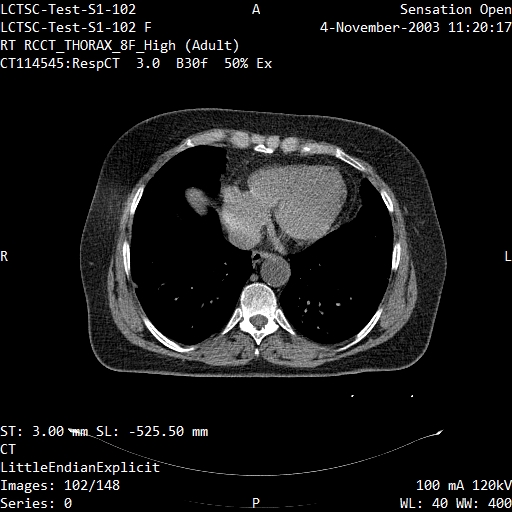 LCTSC-Test-S1-102
A
Sensation Open
LCTSC-Test-S1-102 F
4-November-2003 11:20:17
RT RCCT_THORAX_8F_High (Adult)
CT114545:RespCT 3.0 B30f 50% Ex
R
L
ST: 3.00 mm SL: -525.50 mm
CT
LittleEndianExplicit
Images: 102/148
100 mA 120kV
Series: 0
P
WL: 40 WW: 400